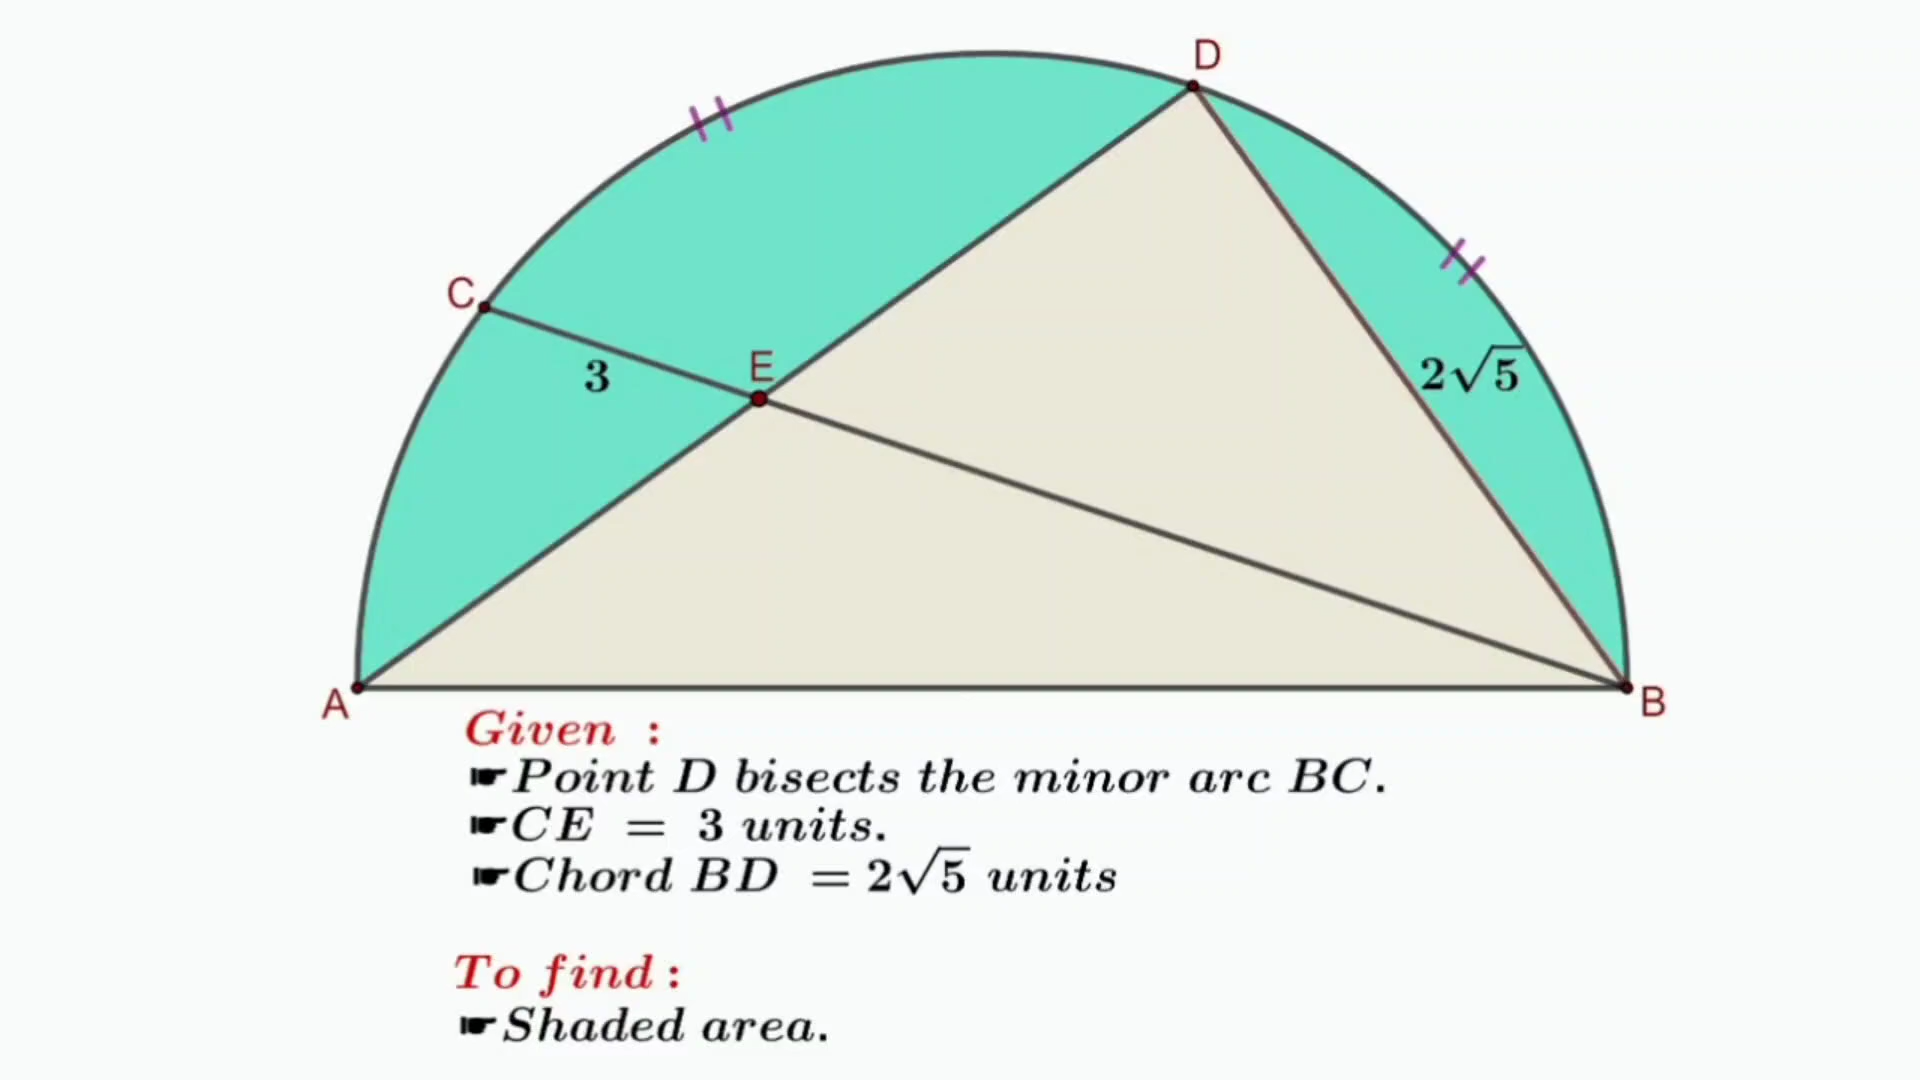 D
C
3
E
2√5
A
B
Given :
☛Point D bisects the minor arc BC.
☛CE = 3 units.
☛Chord BD = 2√5 units
To find :
☛Shaded area.